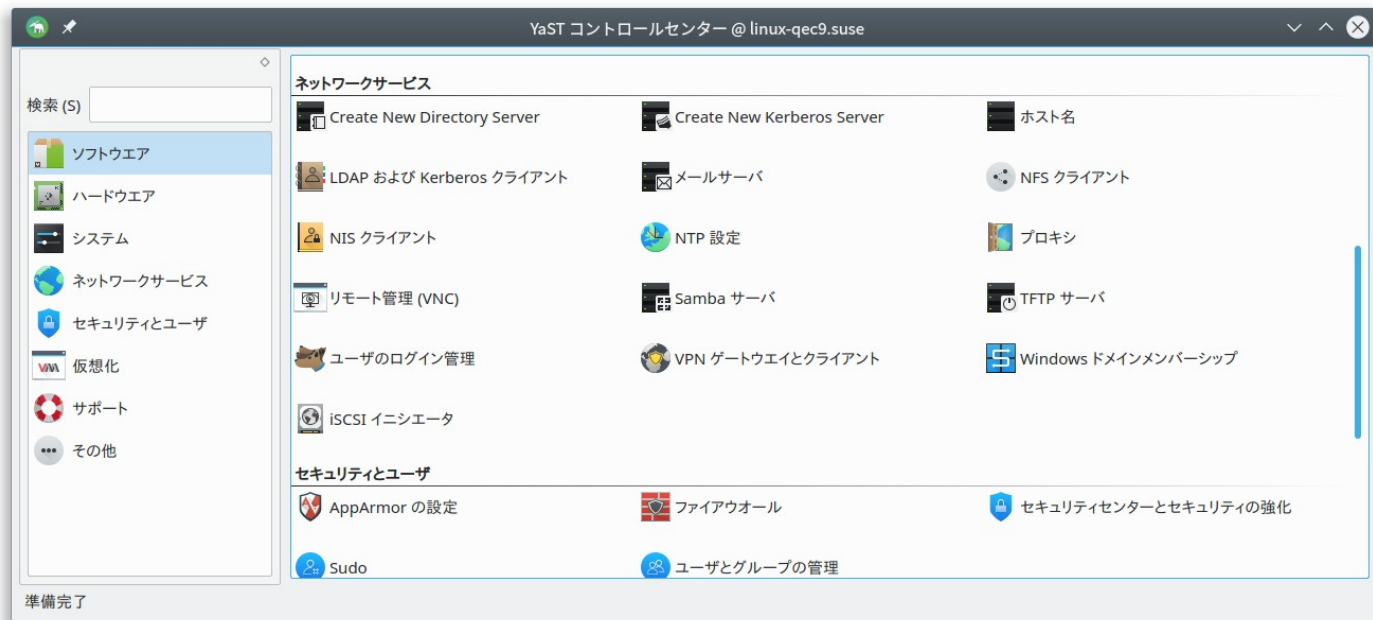 YaST コントロールセンター @ linux-qec9.suse
検索 (S)
ソフトウエア
ハードウエア
システム
ネットワークサービス
セキュリティとユーザ
仮想化
サポート
その他
ネットワークサービス
Create New Directory Server
Create New Kerberos Server
ホスト名
LDAP および Kerberos クライアント
メールサーバ
NFS クライアント
NIS クライアント
NTP 設定
プロキシ
リモート管理 (VNC)
Samba サーバ
TFTP サーバ
ユーザのログイン管理
VPN ゲートウエイとクライアント
Windows ドメインメンバーシップ
iSCSI イニシエータ
セキュリティとユーザ
AppArmor の設定
ファイアウオール
セキュリティセンターとセキュリティの強化
Sudo
ユーザとグループの管理
準備完了